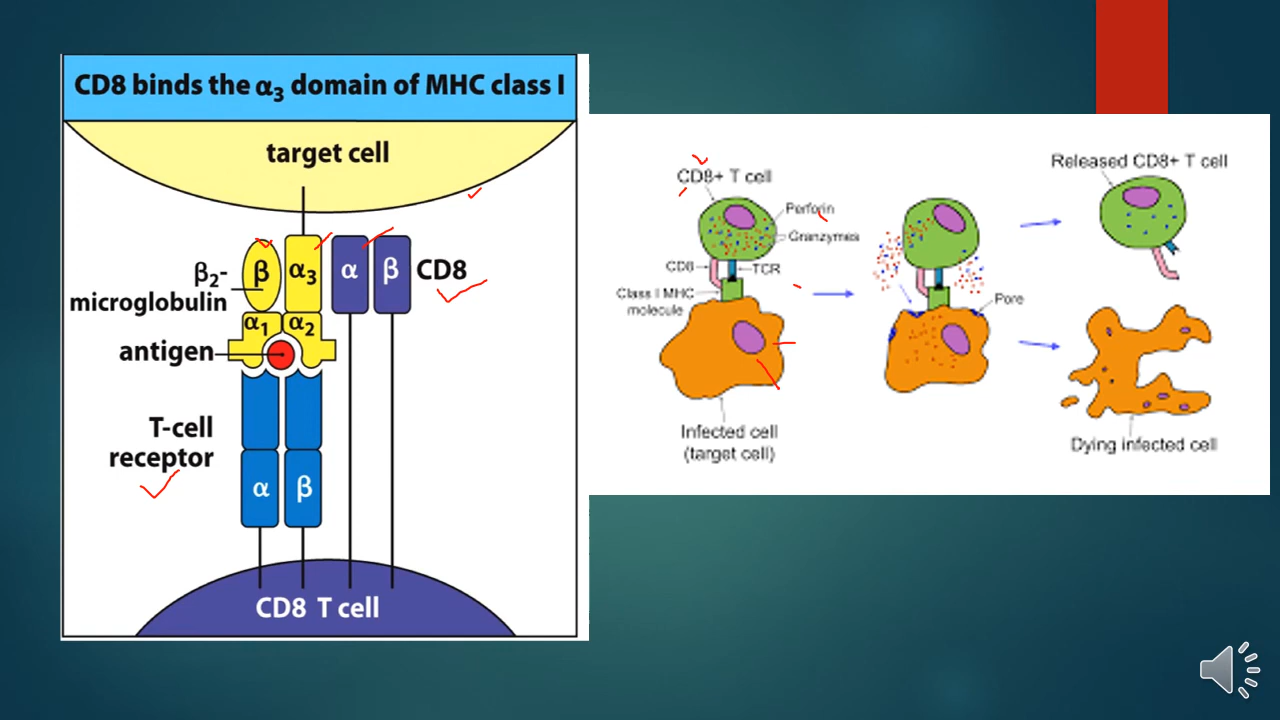 CD8 binds the α₃ domain of MHC class I
target cell
β₂-
microglobulin
β
α₃
α
β
CD8
α₁
α₂
antigen
T-cell
receptor
α
β
CD8 T cell
CD8+ T cell
Perforin
Granzymes
CD8
TCR
Class I MHC
molecule
Infected cell
(target cell)
Pore
Released CD8+ T cell
Dying infected cell